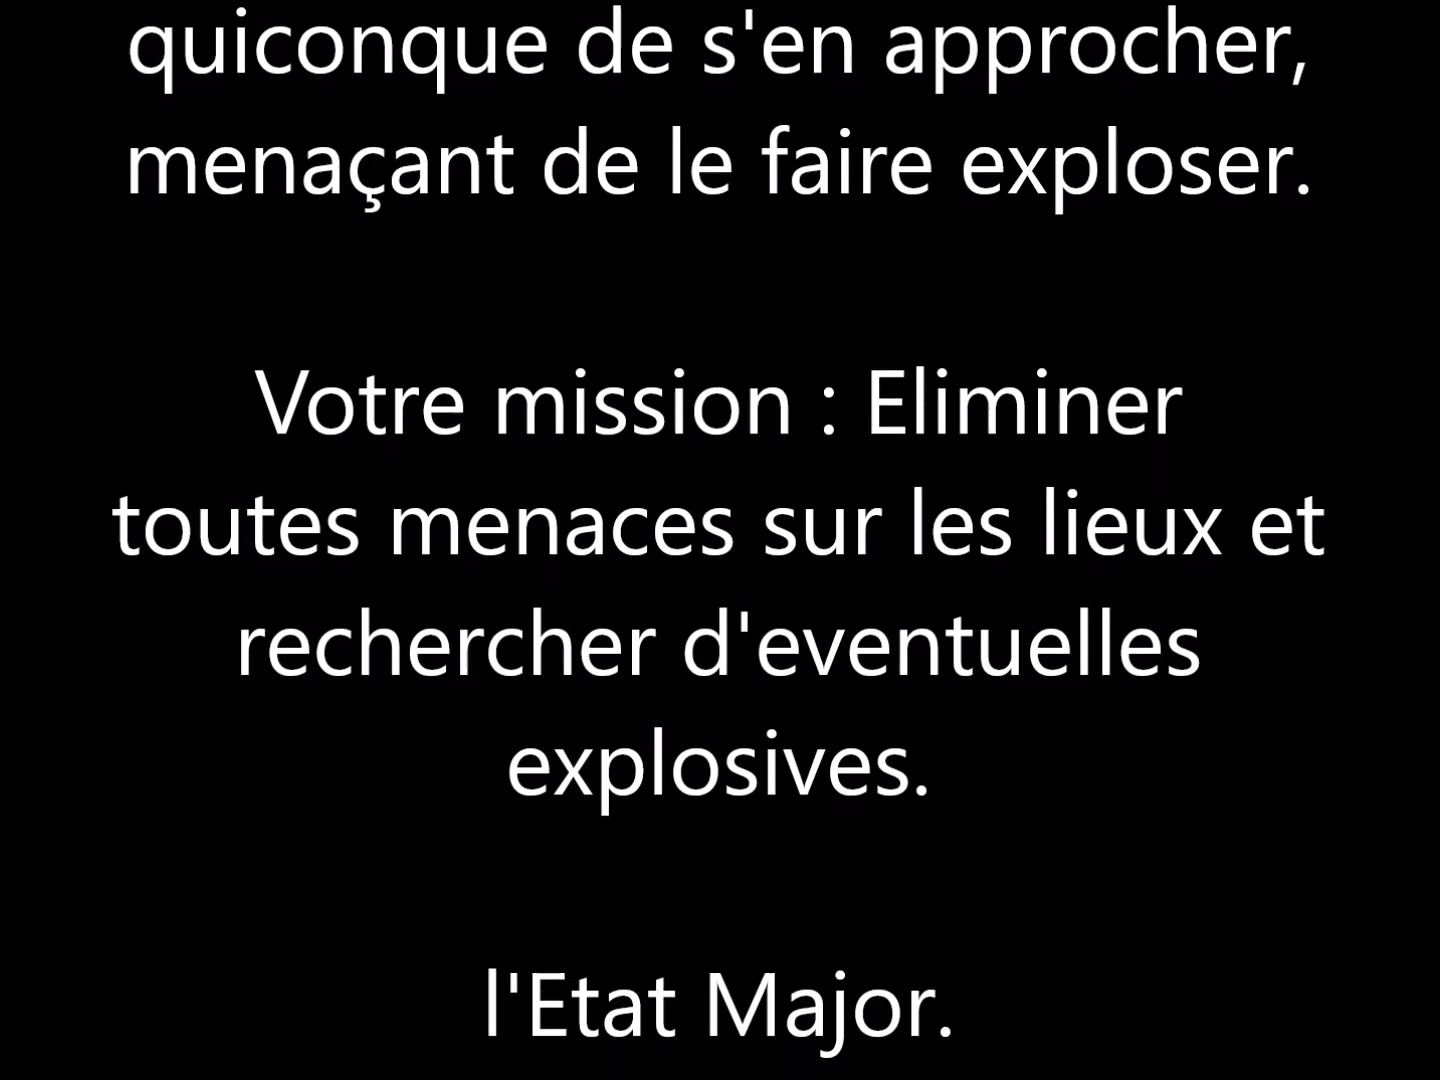 quiconque de s'en approcher,
menaçant de le faire exploser.
Votre mission : Eliminer
toutes menaces sur les lieux et
rechercher d'eventuelles
explosives.
l'Etat Major.